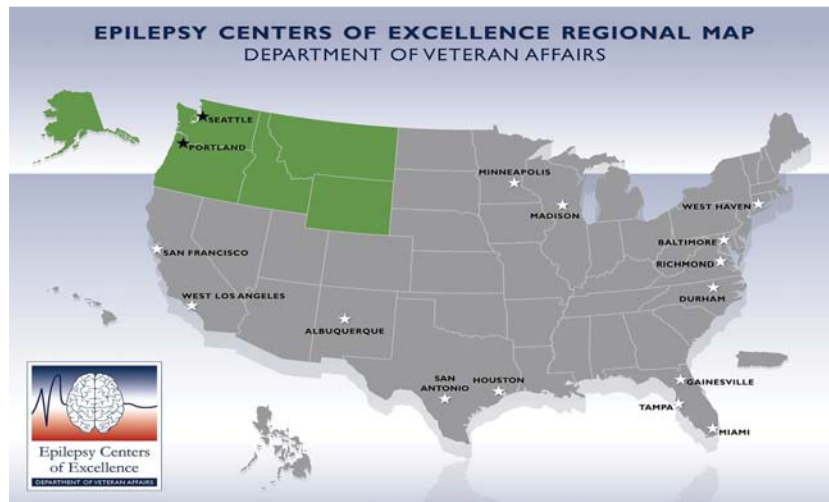 EPILEPSY CENTERS OF EXCELLENCE REGIONAL MAP
DEPARTMENT OF VETERAN AFFAIRS
SEATTLE
PORTLAND
MINNEAPOLIS
MADISON
WEST HAVEN
BALTIMORE
RICHMOND
DURHAM
SAN FRANCISCO
WEST LOS ANGELES
ALBUQUERQUE
SAN
ANTONIO
HOUSTON
GAINESVILLE
TAMPA
MIAMI
Epilepsy Centers
of Excellence
DEPARTMENT OF VETERAN AFFAIRS